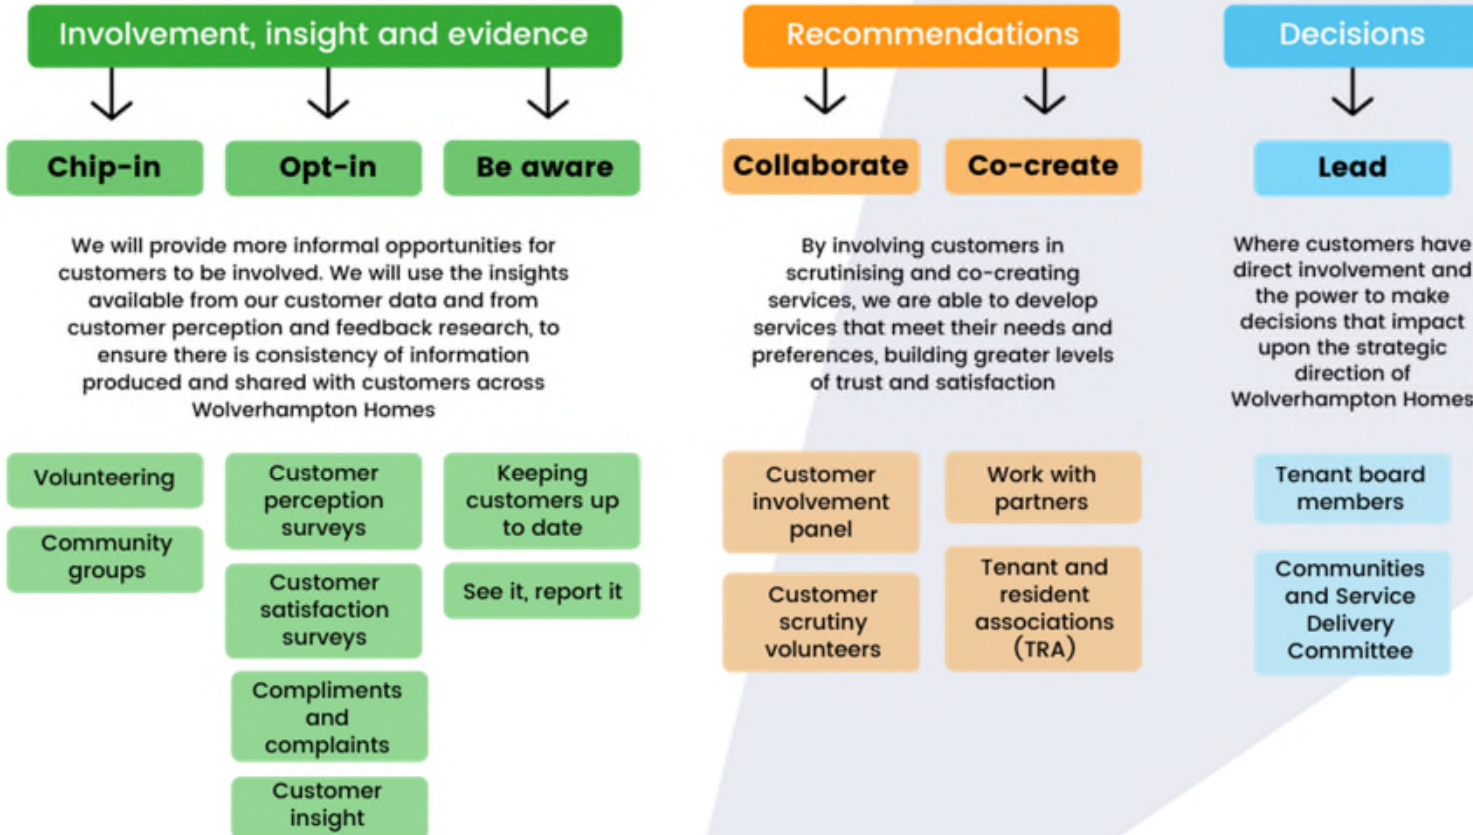 Involvement, insight and evidence
Recommendations
Decisions
Chip-in
Opt-in
Be aware
Collaborate
Co-create
Lead
We will provide more informal opportunities for
customers to be involved. We will use the insights
available from our customer data and from
customer perception and feedback research, to
ensure there is consistency of information
produced and shared with customers across
Wolverhampton Homes
By involving customers in
scrutinising and co-creating
services, we are able to develop
services that meet their needs and
preferences, building greater levels
of trust and satisfaction
Where customers have
direct involvement and
the power to make
decisions that impact
upon the strategic
direction of
Wolverhampton Homes
Volunteering
Community
groups
Customer
perception
surveys
Customer
satisfaction
surveys
Compliments
and
complaints
Customer
insight
Keeping
customers up
to date
See it, report it
Customer
involvement
panel
Customer
scrutiny
volunteers
Work with
partners
Tenant and
resident
associations
(TRA)
Tenant board
members
Communities
and Service
Delivery
Committee